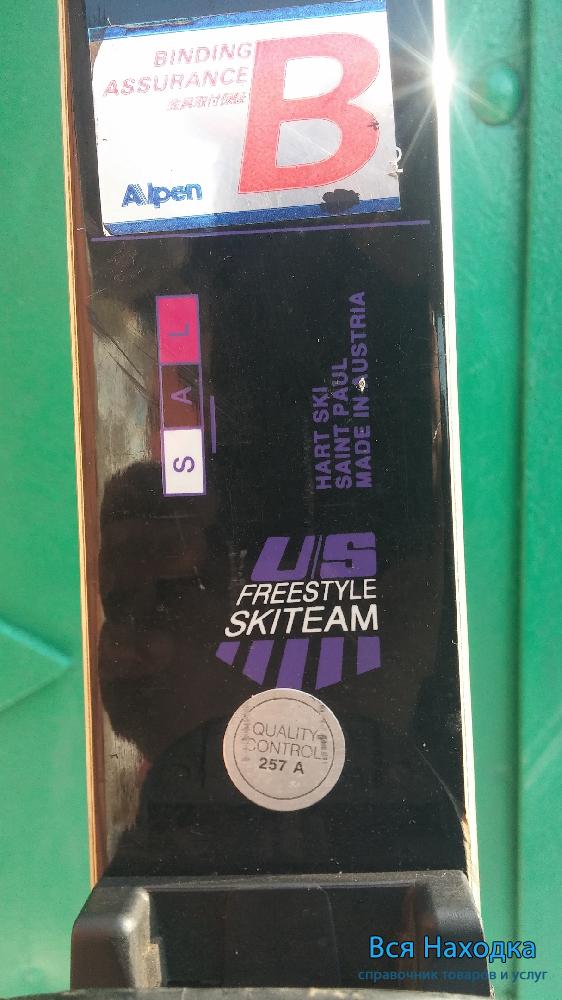 BINDING
ASSURANCE
B
Alpen
S A L
HART SKI
SAINT PAUL
MADE IN AUSTRIA
US
FREESTYLE
SKITEAM
QUALITY
CONTROL
257 A
Вся Находка
справочник товаров и услуг